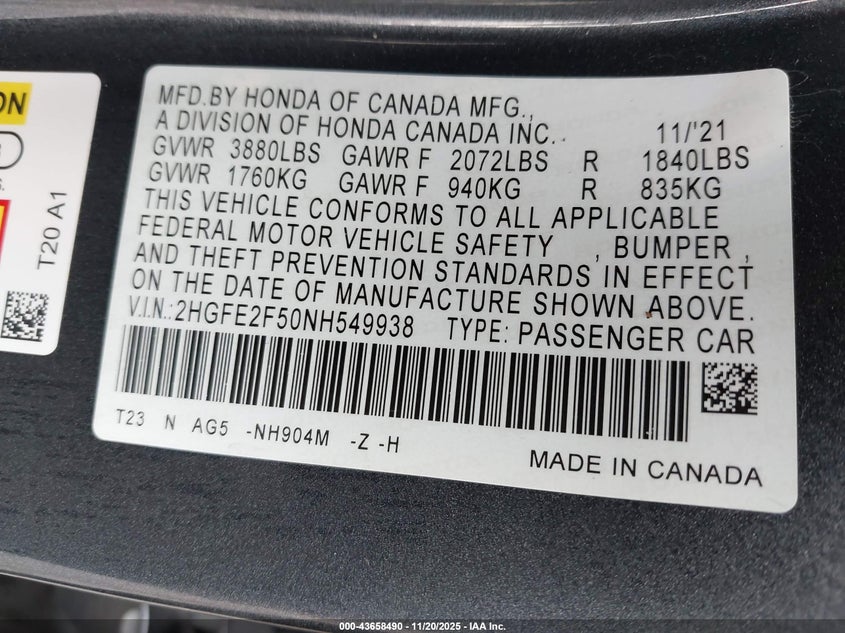 ON
S.
T20 A1
MFD.BY HONDA OF CANADA MFG.,
A DIVISION OF HONDA CANADA INC. 11/'21
GVWR 3880LBS GAWR F 2072LBS R 1840LBS
GVWR 1760KG GAWR F 940KG R 835KG
THIS VEHICLE CONFORMS TO ALL APPLICABLE
FEDERAL MOTOR VEHICLE SAFETY , BUMPER ,
AND THEFT PREVENTION STANDARDS IN EFFECT
ON THE DATE OF MANUFACTURE SHOWN ABOVE.
V.I.N.:2HGFE2F50NH549938 TYPE: PASSENGER CAR
T23 N AG5 -NH904M -Z -H
MADE IN CANADA
000-43658490 - 11/20/2025 - IAA Inc.